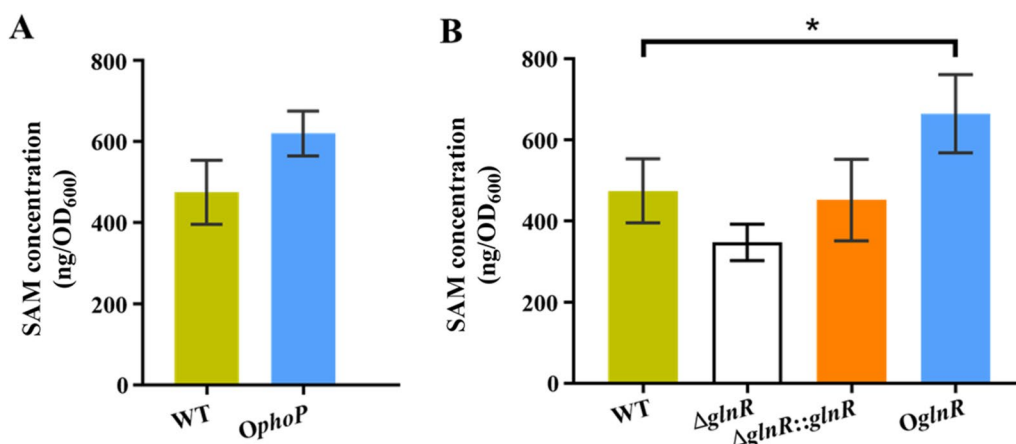 A
SAM concentration
(ng/OD600)
800
600
400
200
0
WT
OphoP
B
*
SAM concentration
(ng/OD600)
800
600
400
200
0
WT
ΔglnR
ΔglnR::glnR
OglnR